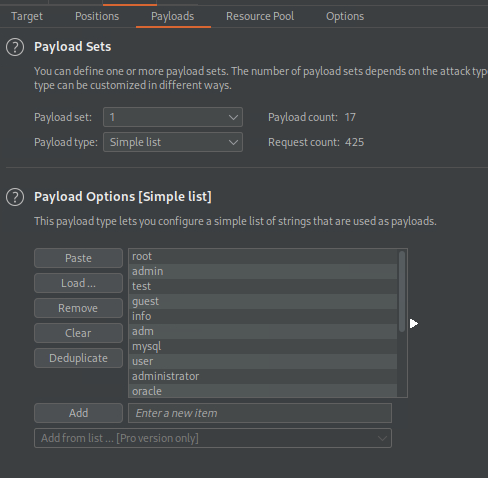 Target Positions Payloads Resource Pool Options
? Payload Sets
You can define one or more payload sets. The number of payload sets depends on the attack typ
type can be customized in different ways.
Payload set: 1 Payload count: 17
Payload type: Simple list Request count: 425
? Payload Options [Simple list]
This payload type lets you configure a simple list of strings that are used as payloads.
Paste
Load ...
Remove
Clear
Deduplicate
root
admin
test
guest
info
adm
mysql
user
administrator
oracle
Add Enter a new item
Add from list ... [Pro version only]